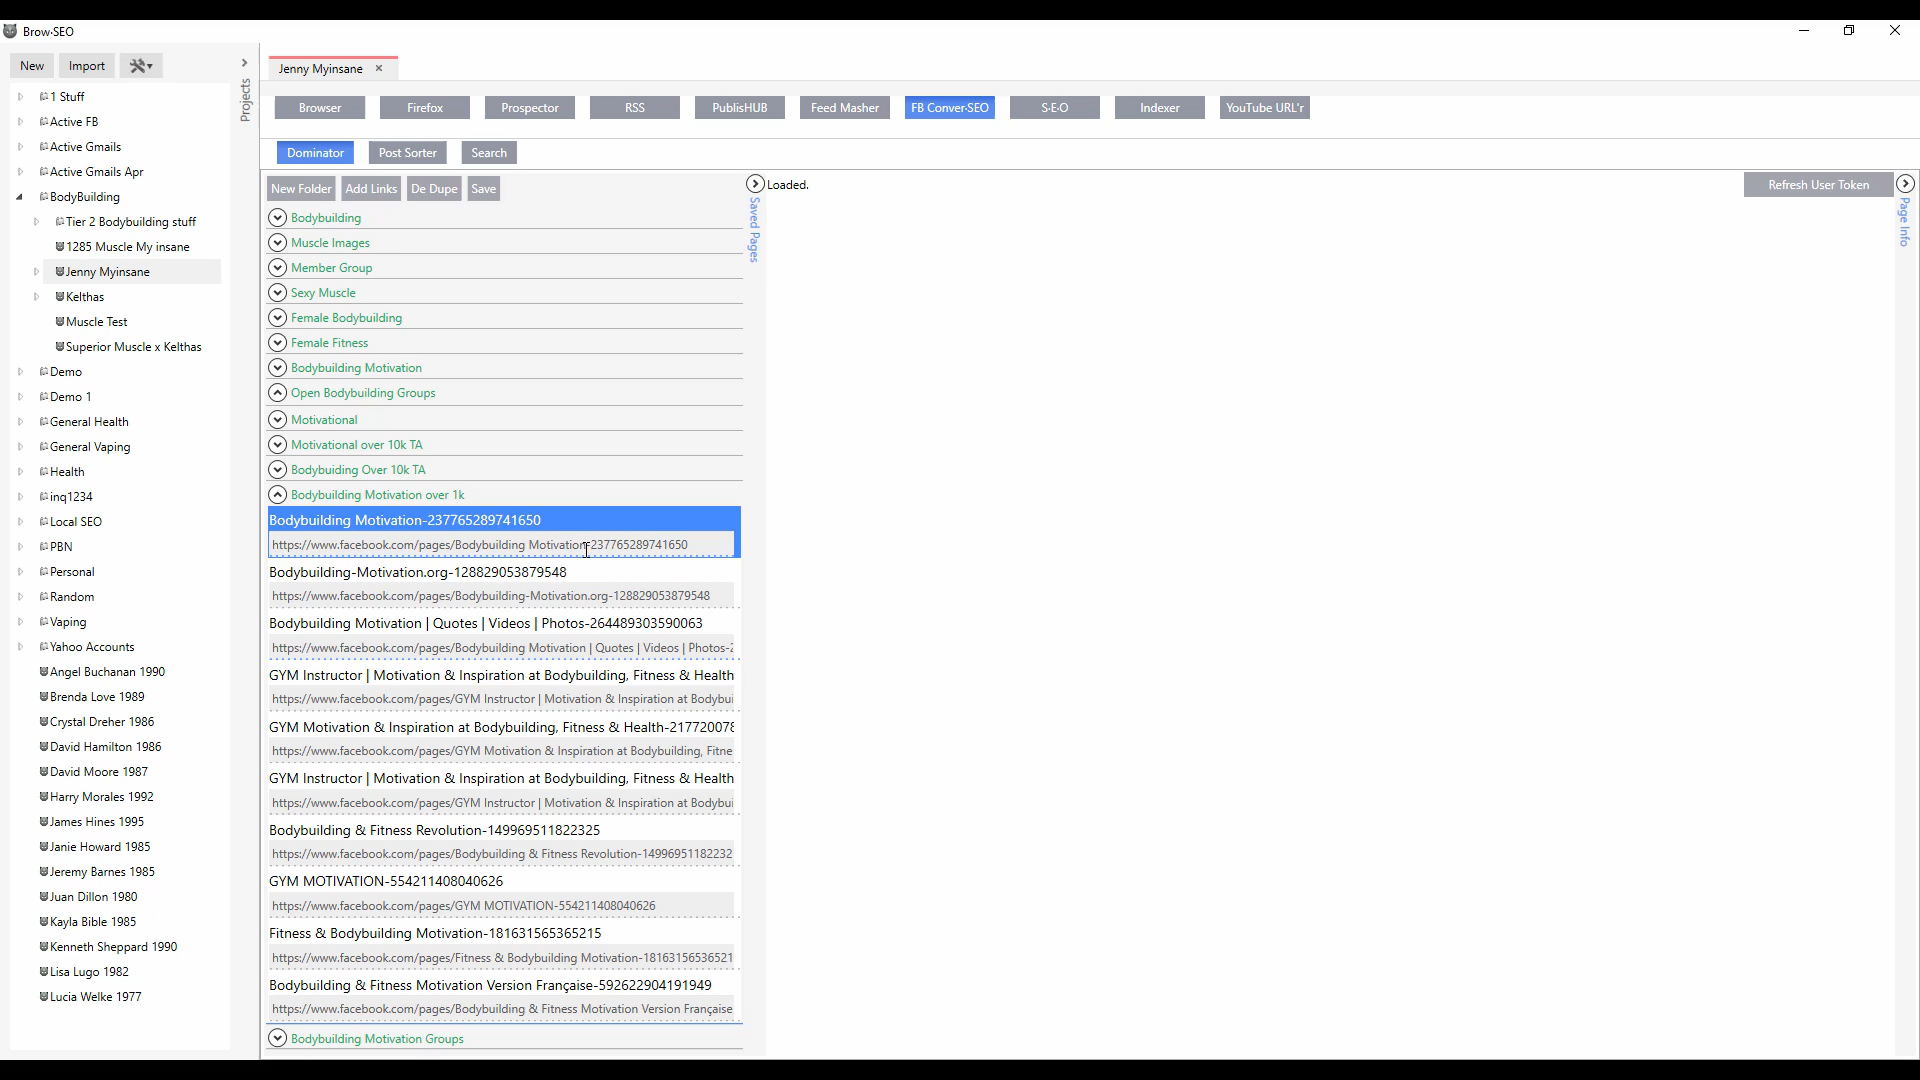 Brow·SEO
New Import
1 Stuff
Active FB
Active Gmails
Active Gmails Apr
BodyBuilding
Tier 2 Bodybuilding stuff
1285 Muscle My insane
Jenny Myinsane
Kelthas
Muscle Test
Superior Muscle x Kelthas
Demo
Demo 1
General Health
General Vaping
Health
inq1234
Local SEO
PBN
Personal
Random
Vaping
Yahoo Accounts
Angel Buchanan 1990
Brenda Love 1989
Crystal Dreher 1986
David Hamilton 1986
David Moore 1987
Harry Morales 1992
James Hines 1995
Janie Howard 1985
Jeremy Barnes 1985
Juan Dillon 1980
Kayla Bible 1985
Kenneth Sheppard 1990
Lisa Lugo 1982
Lucia Welke 1977
Projects
Jenny Myinsane
Browser Firefox Prospector RSS PublisHUB Feed Masher FB Conver·SEO S·E·O Indexer YouTube URL'r
Dominator Post Sorter Search
New Folder Add Links De Dupe Save
Bodybuilding
Muscle Images
Member Group
Sexy Muscle
Female Bodybuilding
Female Fitness
Bodybuilding Motivation
Open Bodybuilding Groups
Motivational
Motivational over 10k TA
Bodybuiding Over 10k TA
Bodybuilding Motivation over 1k
Bodybuilding Motivation-237765289741650
https://www.facebook.com/pages/Bodybuilding Motivation-237765289741650
Bodybuilding-Motivation.org-128829053879548
https://www.facebook.com/pages/Bodybuilding-Motivation.org-128829053879548
Bodybuilding Motivation | Quotes | Videos | Photos-264489303590063
https://www.facebook.com/pages/Bodybuilding Motivation | Quotes | Videos | Photos-2
GYM Instructor | Motivation & Inspiration at Bodybuilding, Fitness & Health
https://www.facebook.com/pages/GYM Instructor | Motivation & Inspiration at Bodybui
GYM Motivation & Inspiration at Bodybuilding, Fitness & Health-217720078
https://www.facebook.com/pages/GYM Motivation & Inspiration at Bodybuilding, Fitne
GYM Instructor | Motivation & Inspiration at Bodybuilding, Fitness & Health
https://www.facebook.com/pages/GYM Instructor | Motivation & Inspiration at Bodybui
Bodybuilding & Fitness Revolution-149969511822325
https://www.facebook.com/pages/Bodybuilding & Fitness Revolution-14996951182232
GYM MOTIVATION-554211408040626
https://www.facebook.com/pages/GYM MOTIVATION-554211408040626
Fitness & Bodybuilding Motivation-181631565365215
https://www.facebook.com/pages/Fitness & Bodybuilding Motivation-18163156536521
Bodybuilding & Fitness Motivation Version Française-592622904191949
https://www.facebook.com/pages/Bodybuilding & Fitness Motivation Version Française
Bodybuilding Motivation Groups
Saved Pages
Loaded.
Refresh User Token
Page Info